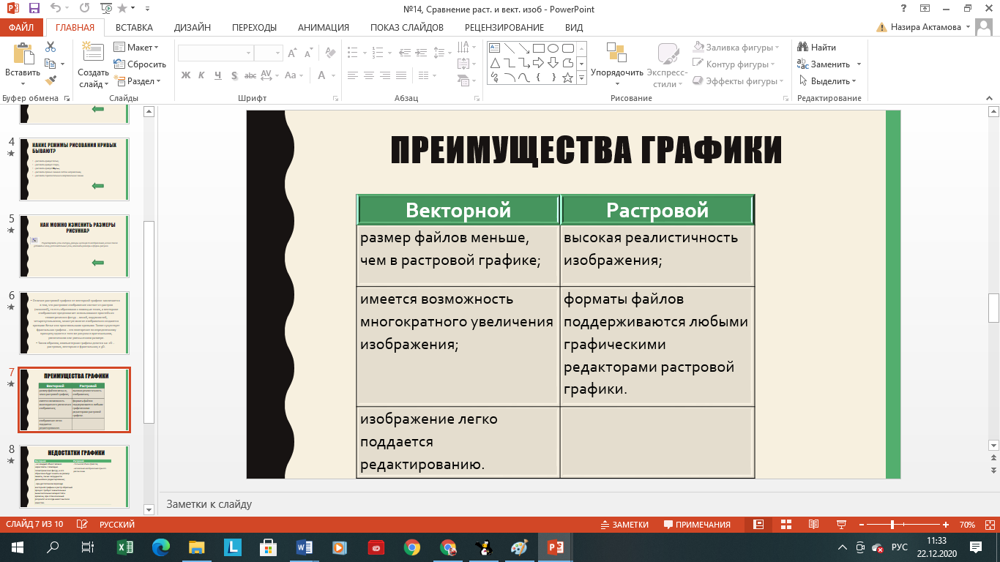 №14, Сравнение раст. и вект. изоб - PowerPoint
ФАЙЛ ГЛАВНАЯ ВСТАВКА ДИЗАЙН ПЕРЕХОДЫ АНИМАЦИЯ ПОКАЗ СЛАЙДОВ РЕЦЕНЗИРОВАНИЕ ВИД Назира Актамова
Вставить
Буфер обмена
Создать
слайд
Макет
Сбросить
Раздел
Слайды
Ж К Ч S abc AV Aa A
Шрифт
Абзац
Упорядочить
Экспресс-
стили
Заливка фигуры
Контур фигуры
Эффекты фигуры
Рисование
Найти
Заменить
Выделить
Редактирование
4
КАКИЕ РЕЖИМЫ РИСОВАНИЯ КРИВЫХ
БЫВАЮТ?
5
КАК МОЖНО ИЗМЕНИТЬ РАЗМЕРЫ
РИСУНКА?
6
7
ПРЕИМУЩЕСТВА ГРАФИКИ
Векторной Растровой
8
НЕДОСТАТКИ ГРАФИКИ
ПРЕИМУЩЕСТВА ГРАФИКИ
Векторной Растровой
размер файлов меньше,
чем в растровой графике;
высокая реалистичность
изображения;
имеется возможность
многократного увеличения
изображения;
форматы файлов
поддерживаются любыми
графическими
редакторами растровой
графики.
изображение легко
поддается
редактированию.
Заметки к слайду
СЛАЙД 7 ИЗ 10 РУССКИЙ ЗАМЕТКИ ПРИМЕЧАНИЯ 70%
РУС
11:33
22.12.2020